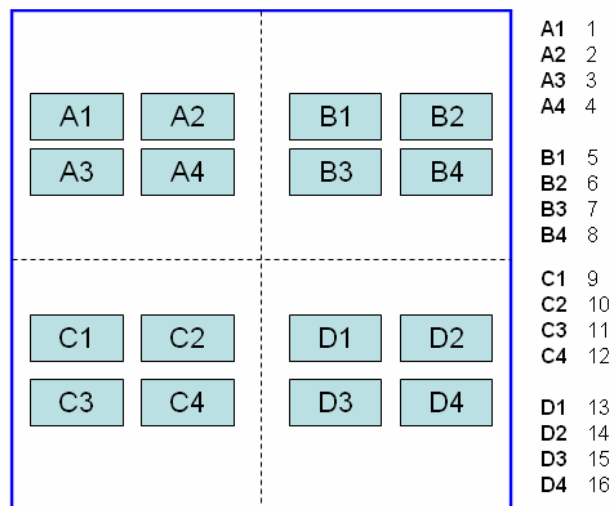 A1 A2 B1 B2
A3 A4 B3 B4
C1 C2 D1 D2
C3 C4 D3 D4
A1 1
A2 2
A3 3
A4 4
B1 5
B2 6
B3 7
B4 8
C1 9
C2 10
C3 11
C4 12
D1 13
D2 14
D3 15
D4 16